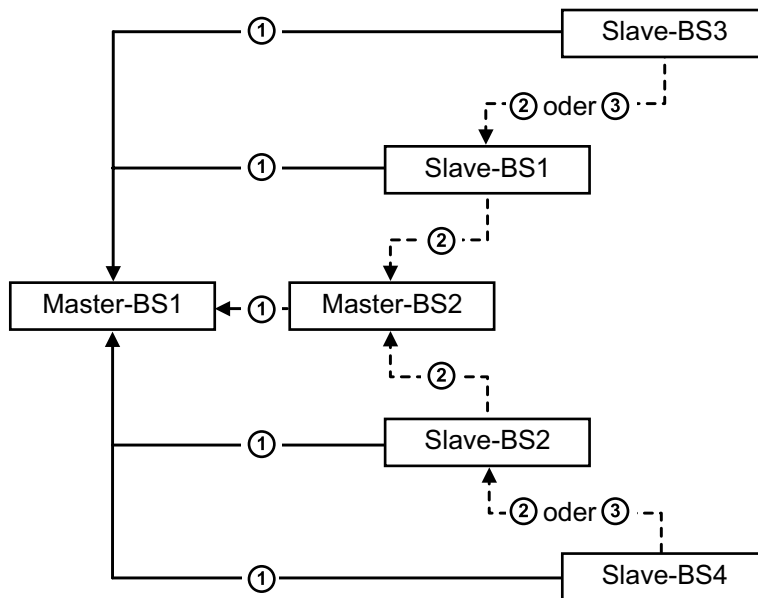 ① Slave-BS3
② oder ③
① Slave-BS1
②
Master-BS1 ① Master-BS2
②
① Slave-BS2
② oder ③
① Slave-BS4